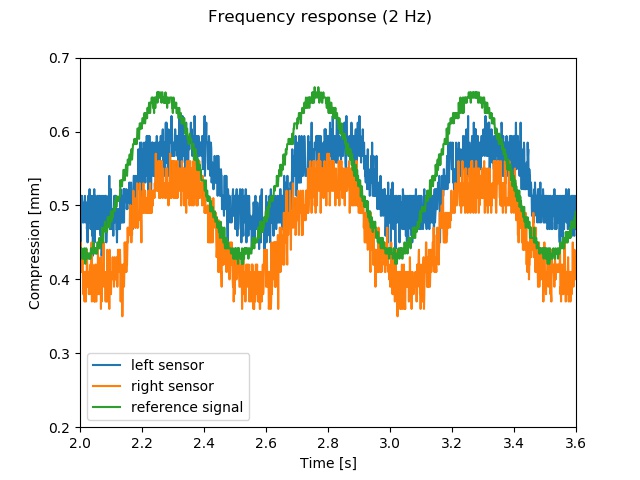 Frequency response (2 Hz)
0.7
0.6
0.5
0.4
0.3
0.2
Compression [mm]
left sensor
right sensor
reference signal
2.0 2.2 2.4 2.6 2.8 3.0 3.2 3.4 3.6
Time [s]